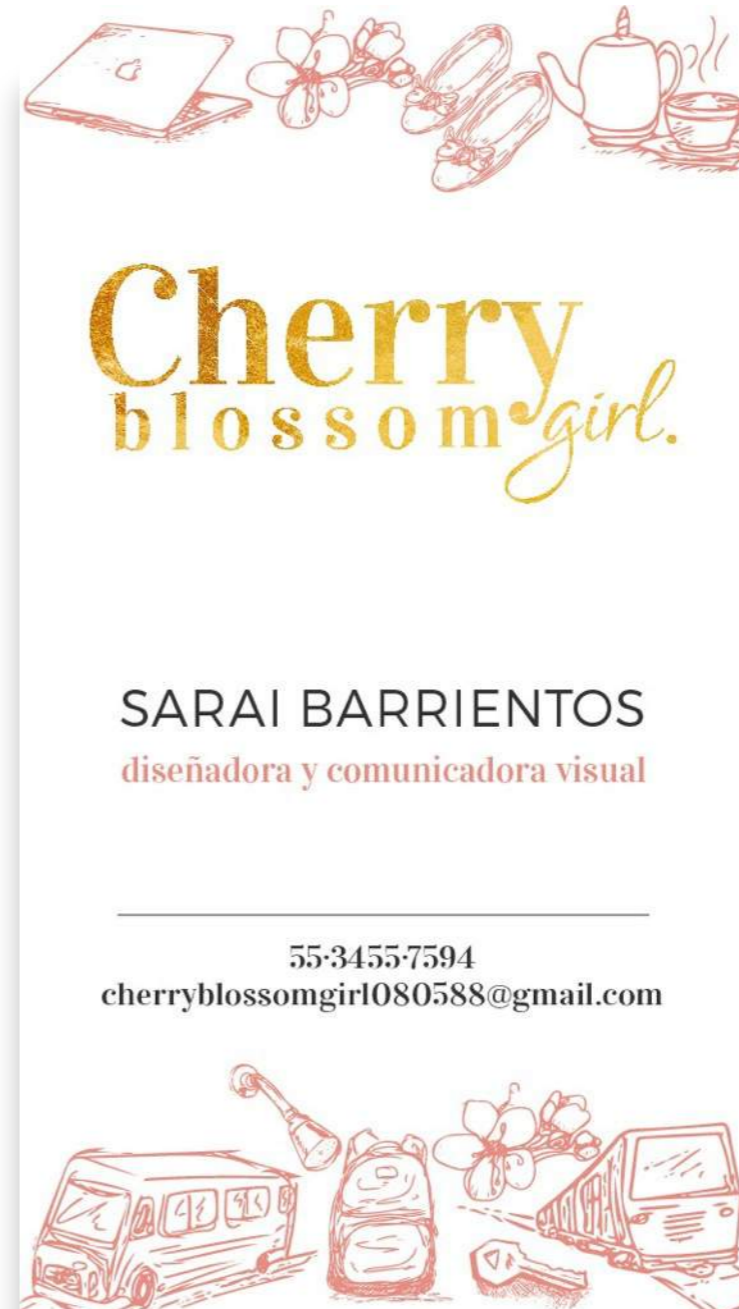 Cherry
blossom girl.
SARAI BARRIENTOS
diseñadora y comunicadora visual
55·3455·7594
cherryblossomgirl080588@gmail.com